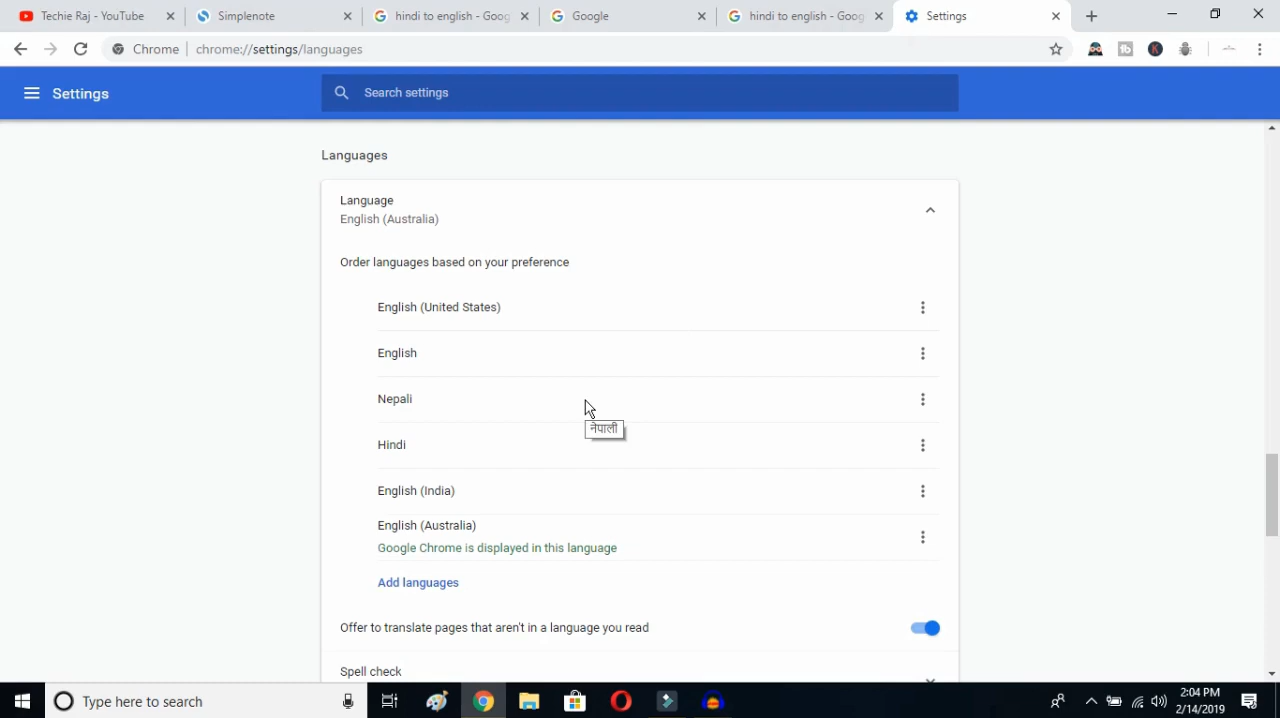 Techie Raj - YouTube
Simplenote
hindi to english - Goog
Google
hindi to english - Goog
Settings
Chrome
chrome://settings/languages
Settings
Search settings
Languages
Language
English (Australia)
Order languages based on your preference
English (United States)
English
Nepali
नेपाली
Hindi
English (India)
English (Australia)
Google Chrome is displayed in this language
Add languages
Offer to translate pages that aren't in a language you read
Spell check
Type here to search
2:04 PM
2/14/2019